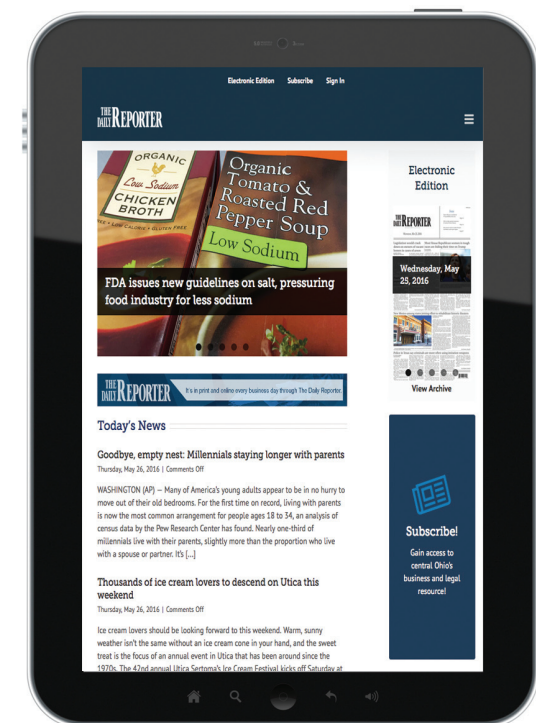 Electronic Edition Subscribe Sign In
THE DAILY REPORTER
ORGANIC
Low Sodium
CHICKEN
BROTH
LOW CALORIE • GLUTEN FREE
Organic
Tomato &
Roasted Red
Pepper Soup
Low Sodium
FDA issues new guidelines on salt, pressuring
food industry for less sodium
Electronic
Edition
THE DAILY REPORTER
Wednesday, May
25, 2016
View Archive
THE DAILY REPORTER It's in print and online every business day through The Daily Reporter.
Today's News
Goodbye, empty nest: Millennials staying longer with parents
Thursday, May 26, 2016 | Comments Off
WASHINGTON (AP) — Many of America's young adults appear to be in no hurry to
move out of their old bedrooms. For the first time on record, living with parents
is now the most common arrangement for people ages 18 to 34, an analysis of
census data by the Pew Research Center has found. Nearly one-third of
millennials live with their parents, slightly more than the proportion who live
with a spouse or partner. It's [...]
Thousands of ice cream lovers to descend on Utica this
weekend
Thursday, May 26, 2016 | Comments Off
Ice cream lovers should be looking forward to this weekend. Warm, sunny
weather isn't the same without an ice cream cone in your hand, and the sweet
treat is the focus of an annual event in Utica that has been around since the
1970s. The 42nd annual Utica Sertoma's Ice Cream Festival kicks off Saturday at
Subscribe!
Gain access to
central Ohio's
business and legal
resource!